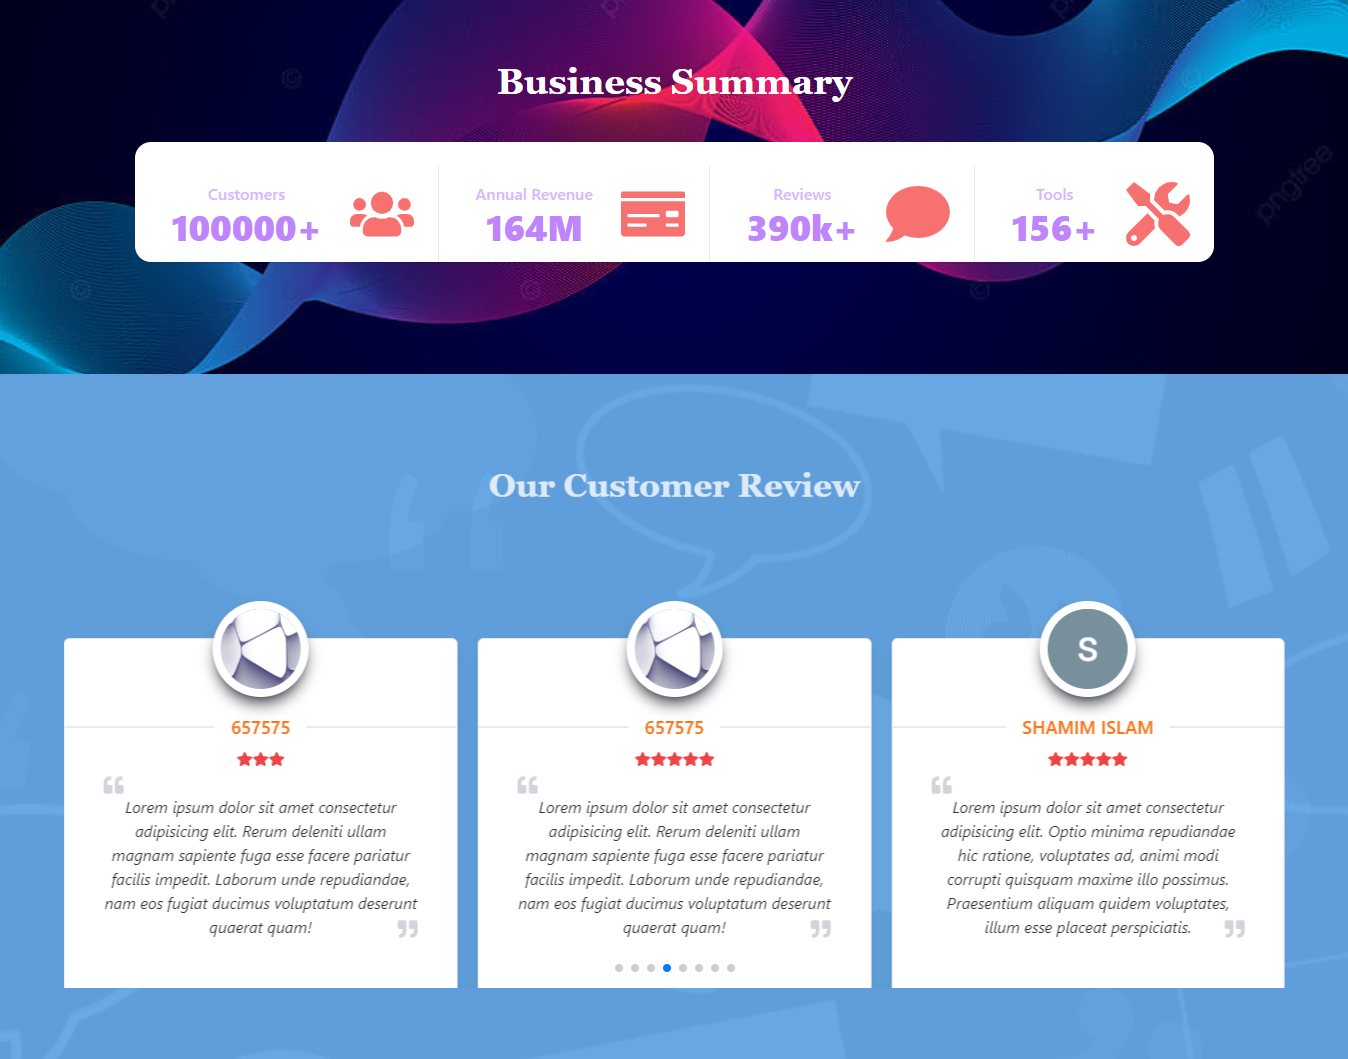 Business Summary
Customers
100000+
Annual Revenue
164M
Reviews
390k+
Tools
156+
pngtree
Our Customer Review
657575
Lorem ipsum dolor sit amet consectetur
adipisicing elit. Rerum deleniti ullam
magnam sapiente fuga esse facere pariatur
facilis impedit. Laborum unde repudiandae,
nam eos fugiat ducimus voluptatum deserunt
quaerat quam!
657575
Lorem ipsum dolor sit amet consectetur
adipisicing elit. Rerum deleniti ullam
magnam sapiente fuga esse facere pariatur
facilis impedit. Laborum unde repudiandae,
nam eos fugiat ducimus voluptatum deserunt
quaerat quam!
S
SHAMIM ISLAM
Lorem ipsum dolor sit amet consectetur
adipisicing elit. Optio minima repudiandae
hic ratione, voluptates ad, animi modi
corrupti quisquam maxime illo possimus.
Praesentium aliquam quidem voluptates,
illum esse placeat perspiciatis.